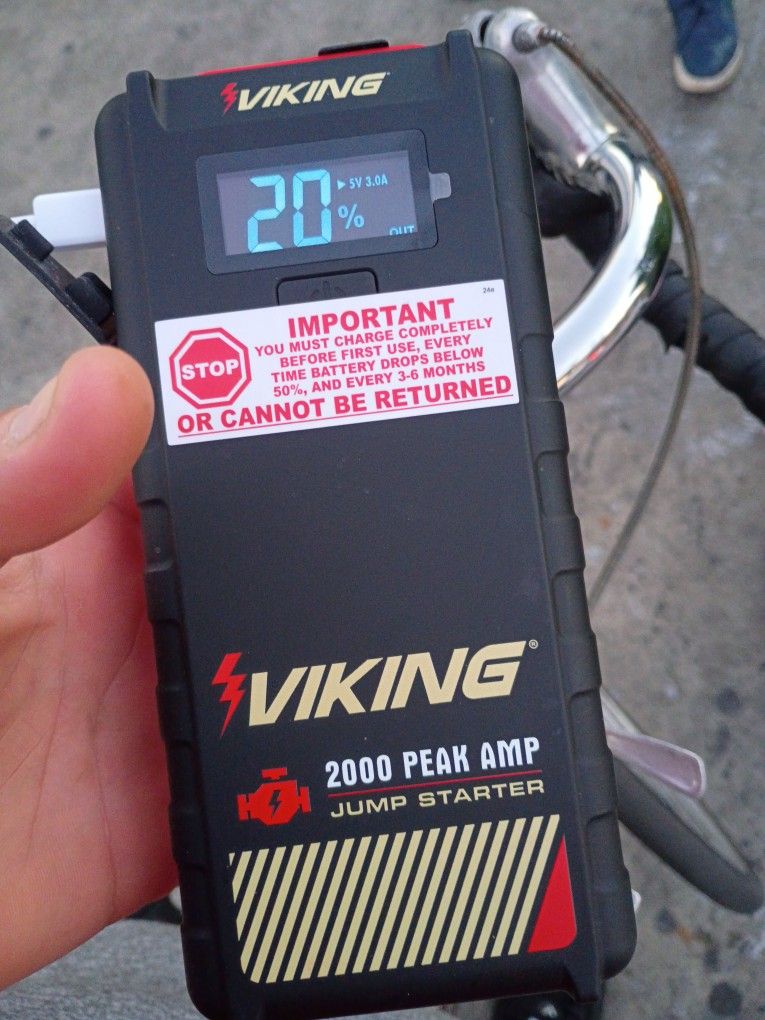 VIKING
20% ▶5V 3.0A
OUT
24a
IMPORTANT
STOP
YOU MUST CHARGE COMPLETELY
BEFORE FIRST USE, EVERY
TIME BATTERY DROPS BELOW
50%, AND EVERY 3-6 MONTHS
OR CANNOT BE RETURNED
VIKING®
2000 PEAK AMP
JUMP STARTER